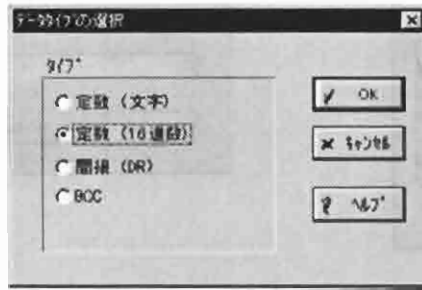 データタイプの選択
タイプ
定数 (文字)
定数 (16進数)
間接 (DR)
BCC
OK
キャンセル
ヘルプ